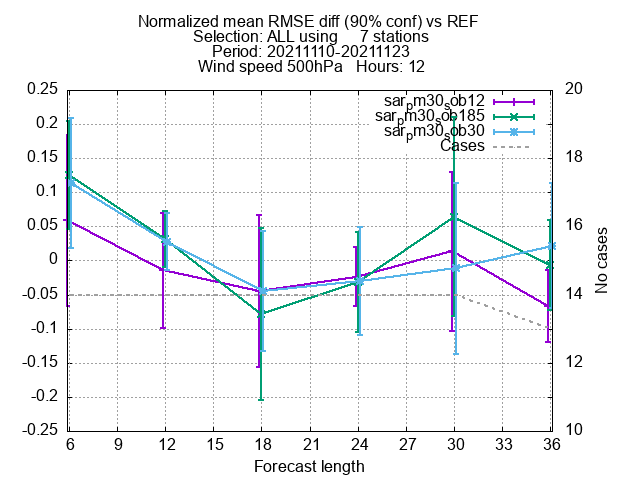 Normalized mean RMSE diff (90% conf) vs REF
Selection: ALL using 7 stations
Period: 20211110-20211123
Wind speed 500hPa Hours: 12
sarpm30sob12
sarpm30sob185
sarpm30sob30
Cases
0.25
0.2
0.15
0.1
0.05
0
-0.05
-0.1
-0.15
-0.2
-0.25
20
18
16
14
12
10
No cases
6 9 12 15 18 21 24 27 30 33 36
Forecast length